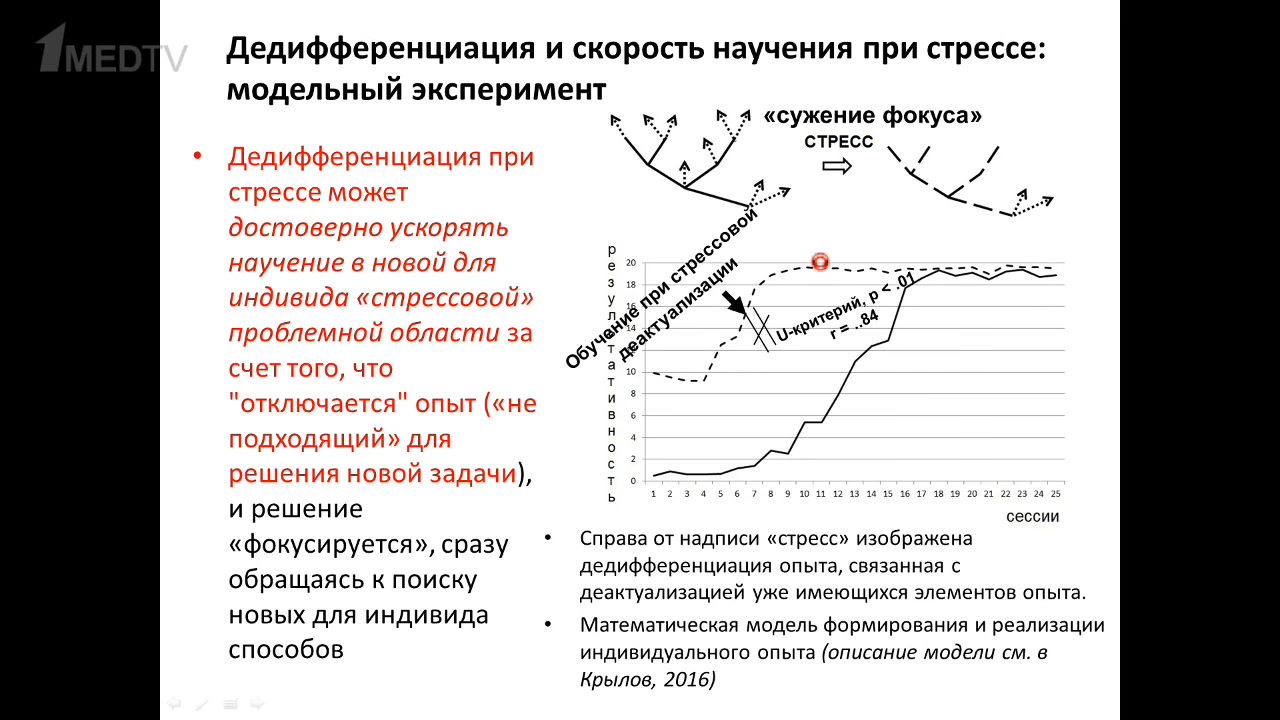 1MEDTV
Дедифференциация и скорость научения при стрессе:
модельный эксперимент
• Дедифференциация при
стрессе может
достоверно ускорять
научение в новой для
индивида «стрессовой»
проблемной области за
счет того, что
"отключается" опыт («не
подходящий» для
решения новой задачи),
и решение
«фокусируется», сразу
обращаясь к поиску
новых для индивида
способов
«сужение фокуса»
СТРЕСС
Обучение при стрессовой
деактуализации
U-критерий, p < .01
r = ..84
результативность
20
18
16
14
10
8
6
4
2
0
1 2 3 4 5 6 7 8 9 10 11 12 13 14 15 16 17 18 19 20 21 22 23 24 25
сессии
• Справа от надписи «стресс» изображена
дедифференциация опыта, связанная с
деактуализацией уже имеющихся элементов опыта.
• Математическая модель формирования и реализации
индивидуального опыта (описание модели см. в
Крылов, 2016)